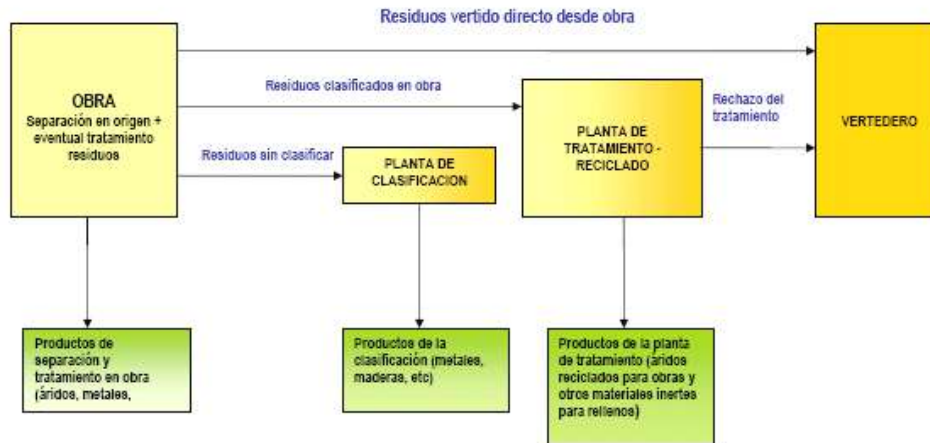 Residuos vertido directo desde obra
OBRA
Separación en origen +
eventual tratamiento
residuos
Residuos clasificados en obra
Residuos sin clasificar
PLANTA DE
CLASIFICACION
PLANTA DE
TRATAMIENTO -
RECICLADO
Rechazo del
tratamiento
VERTEDERO
Productos de
separación y
tratamiento en obra
(áridos, metales,
Productos de la
clasificación (metales,
maderas, etc)
Productos de la planta
de tratamiento (áridos
reciclados para obras y
otros materiales inertes
para rellenos)